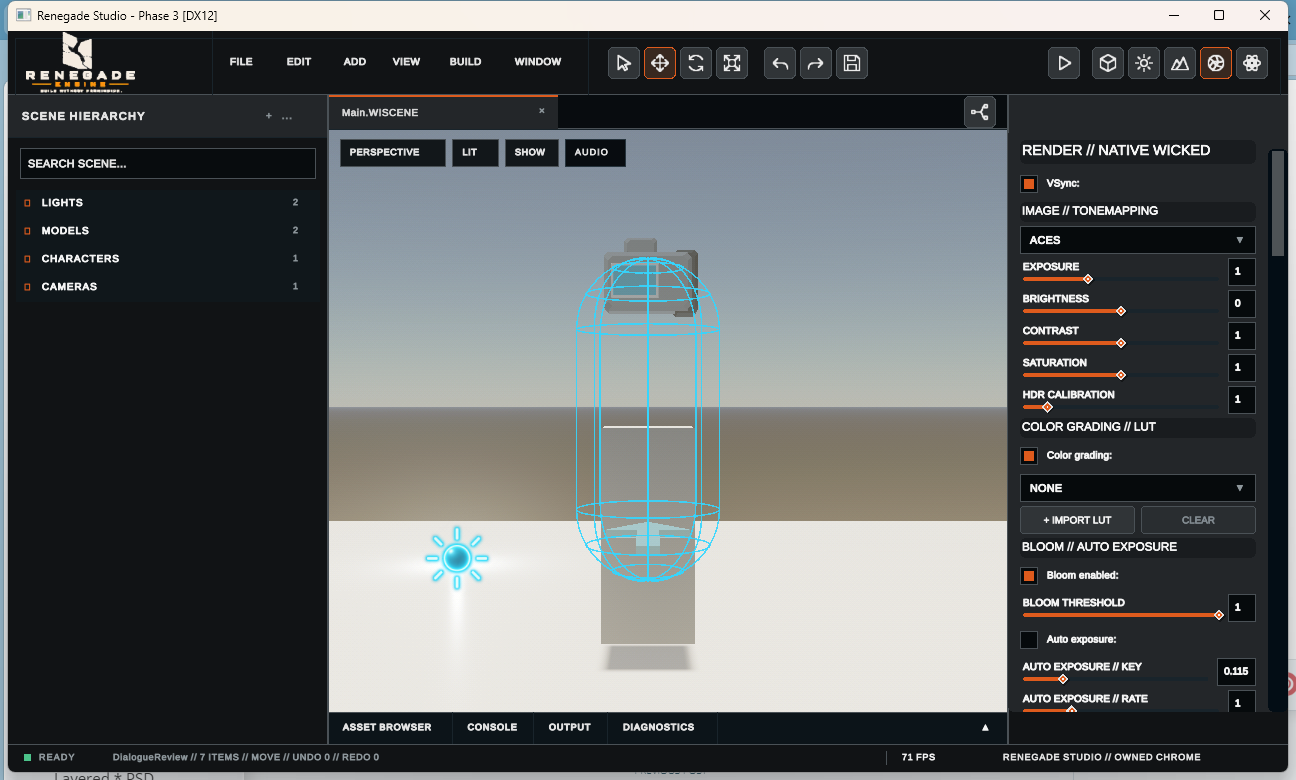 Renegade Studio - Phase 3 [DX12]
RENEGADE
ENGINE
BUILD WITHOUT PERMISSION.
FILE EDIT ADD VIEW BUILD WINDOW
SCENE HIERARCHY + ...
SEARCH SCENE...
LIGHTS 2
MODELS 2
CHARACTERS 1
CAMERAS 1
Main.WISCENE ×
PERSPECTIVE LIT SHOW AUDIO
RENDER // NATIVE WICKED
VSync:
IMAGE // TONEMAPPING
ACES
EXPOSURE 1
BRIGHTNESS 0
CONTRAST 1
SATURATION 1
HDR CALIBRATION 1
COLOR GRADING // LUT
Color grading:
NONE
+ IMPORT LUT CLEAR
BLOOM // AUTO EXPOSURE
Bloom enabled:
BLOOM THRESHOLD 1
Auto exposure:
AUTO EXPOSURE // KEY 0.115
AUTO EXPOSURE // RATE 1
ASSET BROWSER CONSOLE OUTPUT DIAGNOSTICS
READY DialogueReview // 7 ITEMS // MOVE // UNDO 0 // REDO 0 71 FPS RENEGADE STUDIO // OWNED CHROME
Layered * PSD